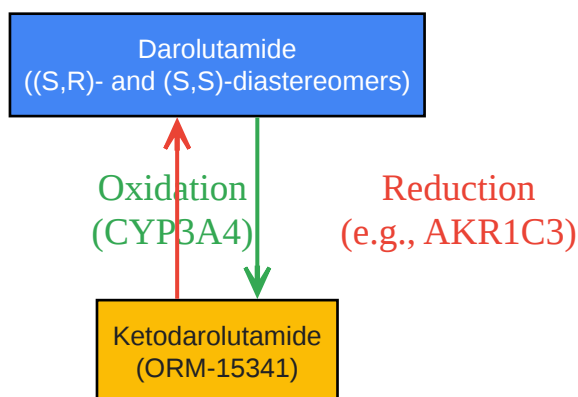 Darolutamide
((S,R)- and (S,S)-diastereomers)
Oxidation
(CYP3A4)
Reduction
(e.g., AKR1C3)
Ketodarolutamide
(ORM-15341)